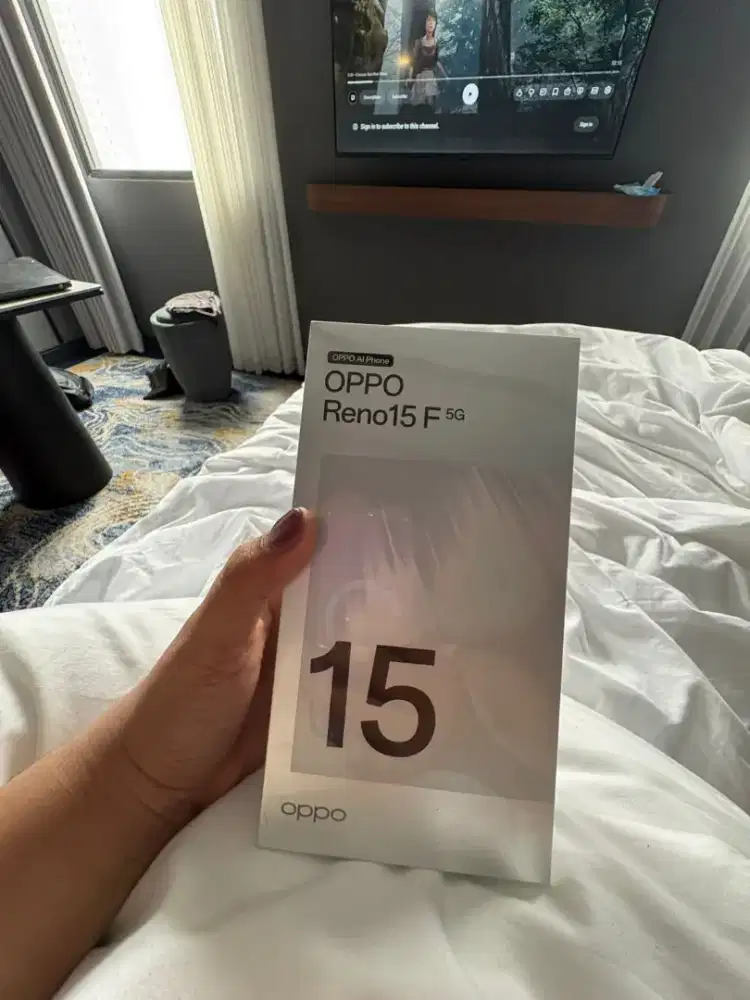 Sign in to subscribe to this channel.
Sign in
OPPO AI Phone
OPPO
Reno15 F 5G
15
oppo